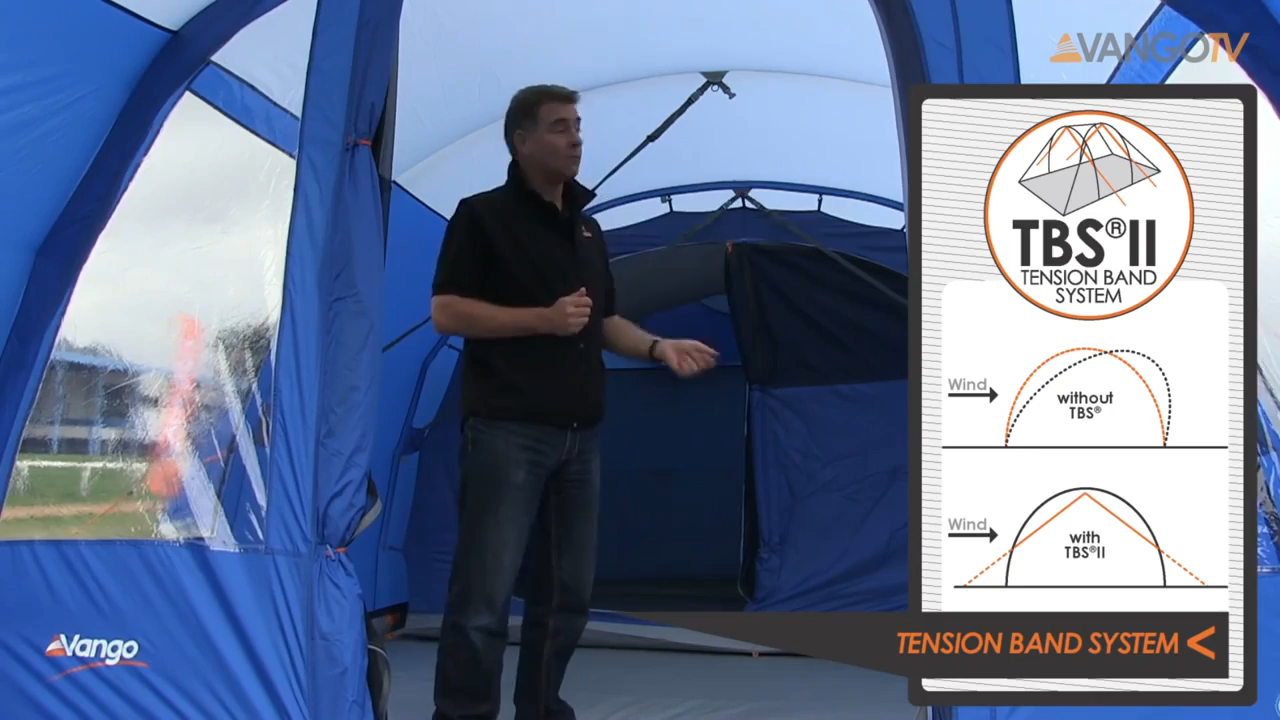 VANGOTV
TBS®II
TENSION BAND
SYSTEM
Wind
without
TBS®
Wind
with
TBS®II
TENSION BAND SYSTEM
Vango